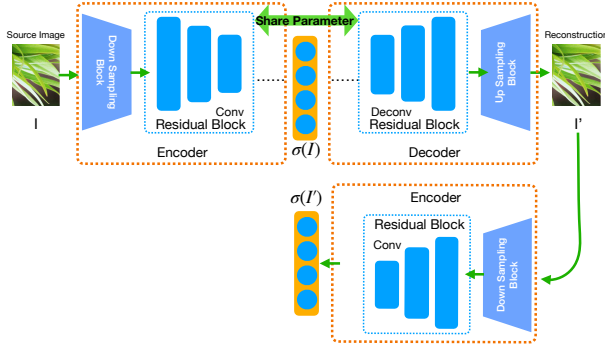 Source Image
Share Parameter
Reconstruction
Down Sampling
Block
Conv
Residual Block
Encoder
I
σ(I)
Deconv
Residual Block
Decoder
Up Sampling
Block
I'
σ(I')
Encoder
Residual Block
Conv
Down Sampling
Block